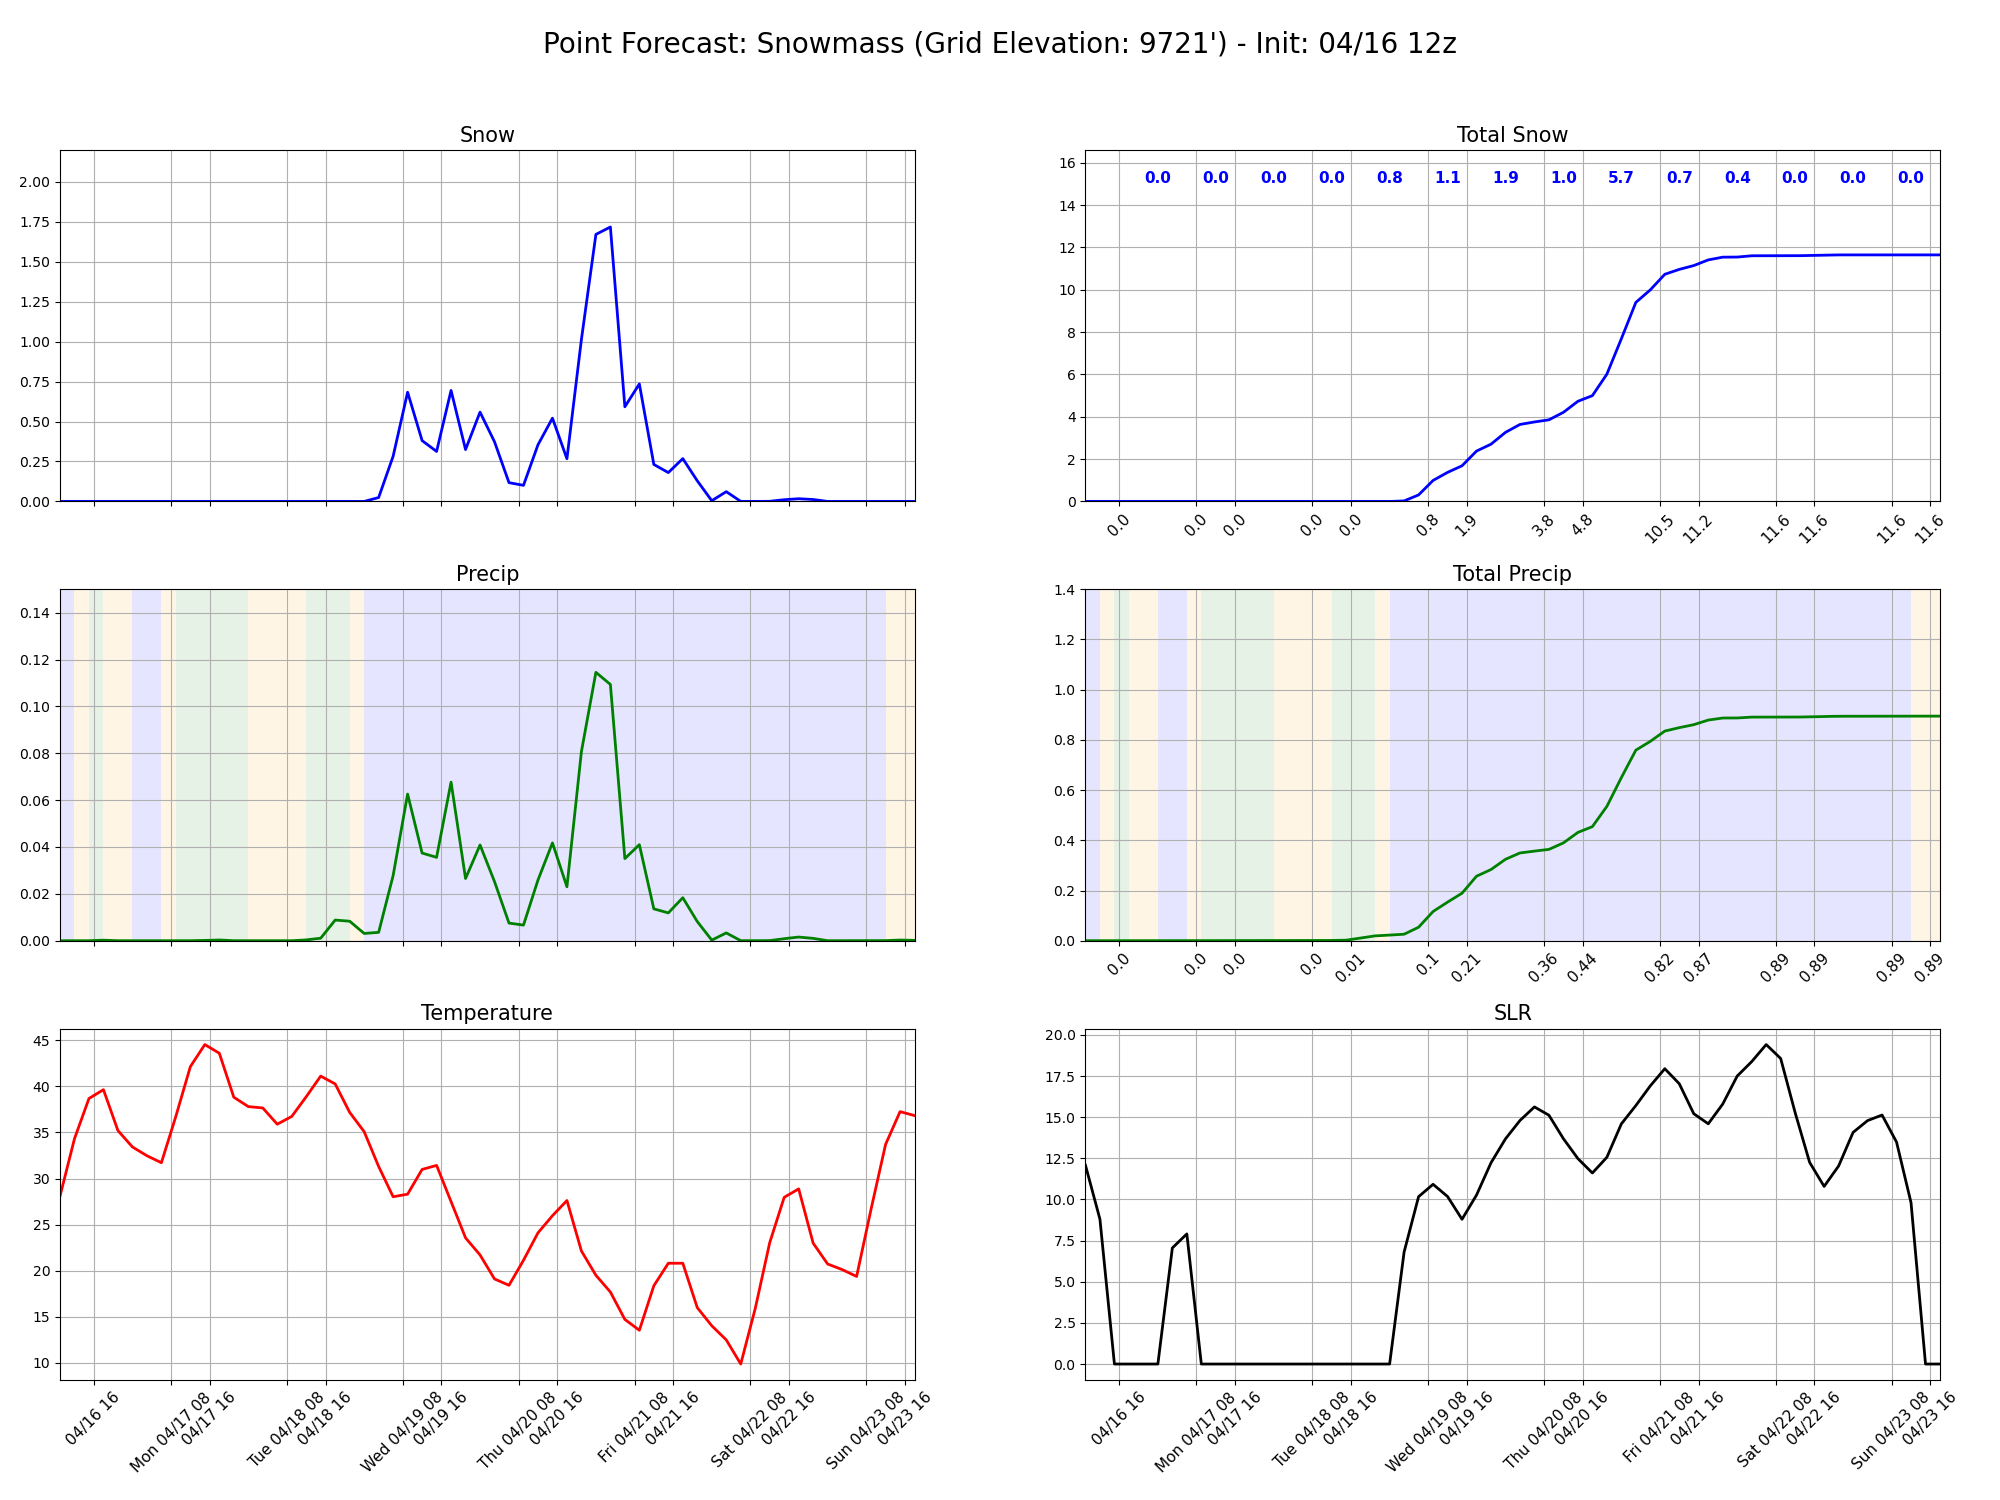 Point Forecast: Snowmass (Grid Elevation: 9721') - Init: 04/16 12z
Snow
2.00
1.75
1.50
1.25
1.00
0.75
0.50
0.25
0.00
Total Snow
0.0 0.0 0.0 0.0 0.8 1.1 1.9 1.0 5.7 0.7 0.4 0.0 0.0 0.0
16
14
12
10
8
6
4
2
0
0.0 0.0 0.0 0.0 0.0 0.8 1.9 3.8 4.8 10.5 11.2 11.6 11.6 11.6 11.6
Precip
0.14
0.12
0.10
0.08
0.06
0.04
0.02
0.00
Total Precip
1.4
1.2
1.0
0.8
0.6
0.4
0.2
0.0
0.0 0.0 0.0 0.0 0.01 0.1 0.21 0.36 0.44 0.82 0.87 0.89 0.89 0.89 0.89
Temperature
45
40
35
30
25
20
15
10
04/16 16
Mon 04/17 08
04/17 16
Tue 04/18 08
04/18 16
Wed 04/19 08
04/19 16
Thu 04/20 08
04/20 16
Fri 04/21 08
04/21 16
Sat 04/22 08
04/22 16
Sun 04/23 08
04/23 16
SLR
20.0
17.5
15.0
12.5
10.0
7.5
5.0
2.5
0.0
04/16 16
Mon 04/17 08
04/17 16
Tue 04/18 08
04/18 16
Wed 04/19 08
04/19 16
Thu 04/20 08
04/20 16
Fri 04/21 08
04/21 16
Sat 04/22 08
04/22 16
Sun 04/23 08
04/23 16